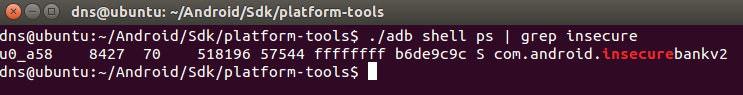 dns@ubuntu: ~/Android/Sdk/platform-tools
dns@ubuntu:~/Android/Sdk/platform-tools$ ./adb shell ps | grep insecure
u0_a58    8427  70    518196 57544 ffffffff b6de9c9c S com.android.insecurebankv2
dns@ubuntu:~/Android/Sdk/platform-tools$